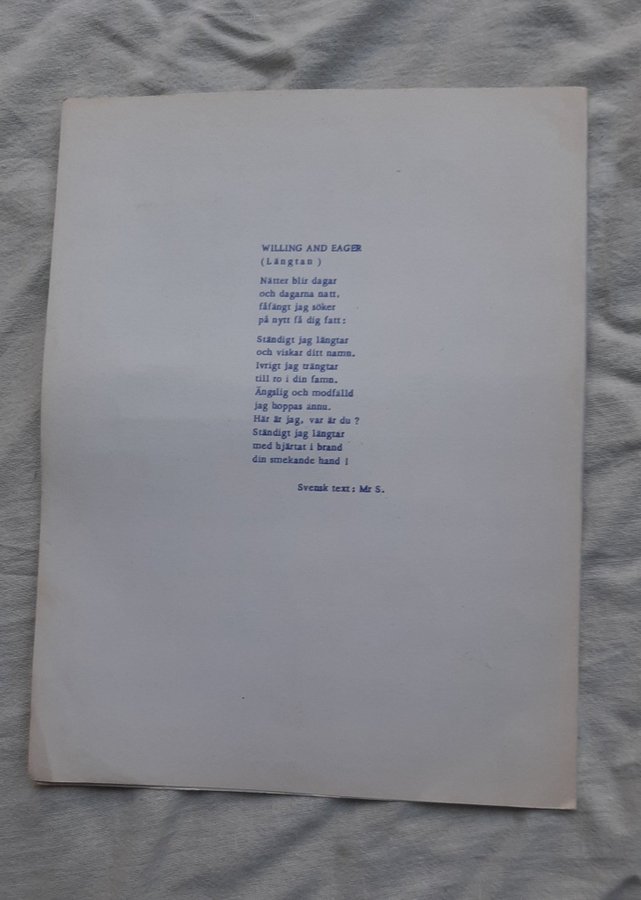 WILLING AND EAGER
(Längtan)
Nätter blir dagar
och dagarna natt,
fåfängt jag söker
på nytt få dig fatt:
Ständigt jag längtar
och viskar ditt namn.
Ivrigt jag trängtar
till ro i din famn.
Ängslig och modfälld
jag hoppas ännu.
Här är jag, var är du ?
Ständigt jag längtar
med hjärtat i brand
din smekande hand !
Svensk text: Mr S.